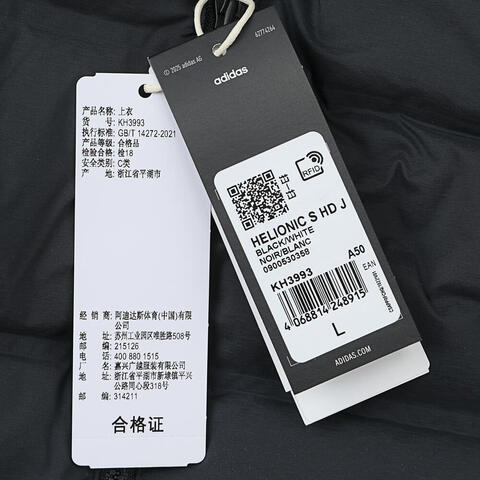 产品名称: 上衣
货 号: KH3993
执行标准: GB/T 14272-2021
产品等级: 合格品
检验合格: 检18
安全类别: C类
产 地: 浙江省平湖市
经 销 商: 阿迪达斯体育(中国)有限
公司
地 址: 苏州工业园区唯胜路508号
邮 编: 215126
电 话: 400 880 1515
厂 名: 嘉兴广越服装有限公司
地 址: 浙江省平湖市新埭镇平兴
公路同心段318号
邮 编: 314211
合格证
© 2025 adidas AG
62774264
adidas
RFID
HELIONIC S HD J
BLACK/WHITE
NOIR/BLANC
0900530358
KH3993
A50
EAN
4 066814 248915
L
ADIDAS.COM